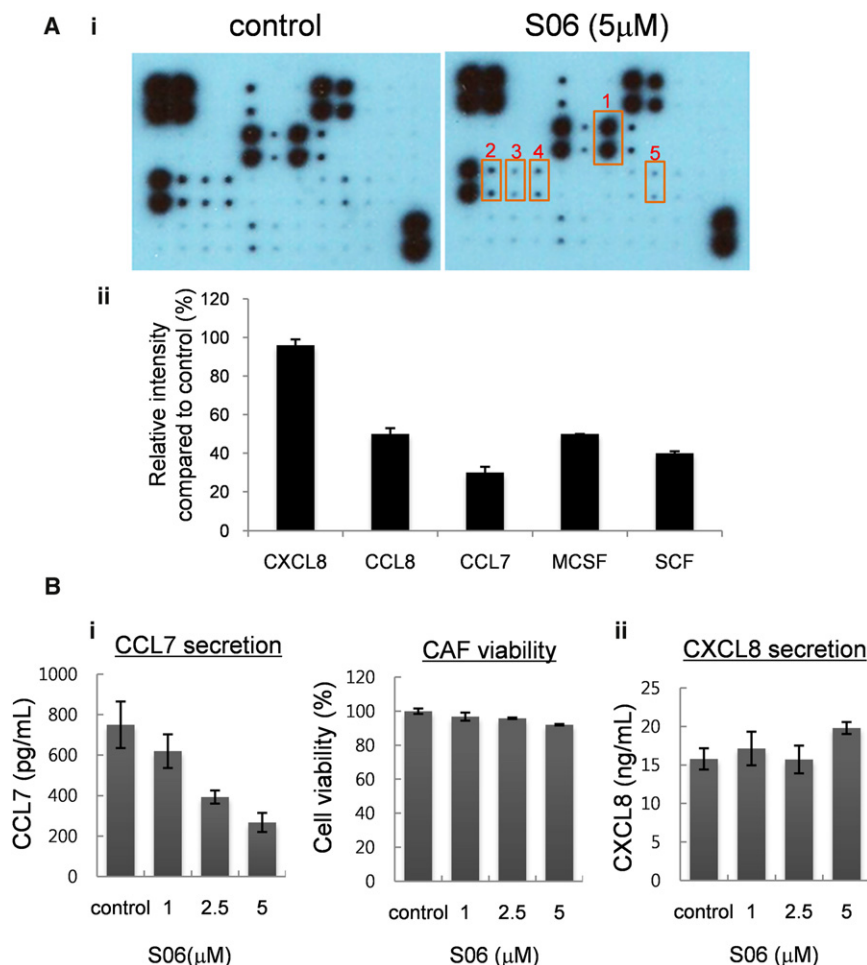 A i control S06 (5μM)
1
2 3 4 5
ii
Relative intensity
compared to control (%)
120
100
80
60
40
20
0
CXCL8 CCL8 CCL7 MCSF SCF
B
i CCL7 secretion
CCL7 (pg/mL)
1000
800
600
400
200
0
control 1 2.5 5
S06(μM)
CAF viability
Cell viability (%)
120
100
80
60
40
20
0
control 1 2.5 5
S06 (μM)
ii CXCL8 secretion
CXCL8 (ng/mL)
25
20
15
10
5
0
control 1 2.5 5
S06 (μM)